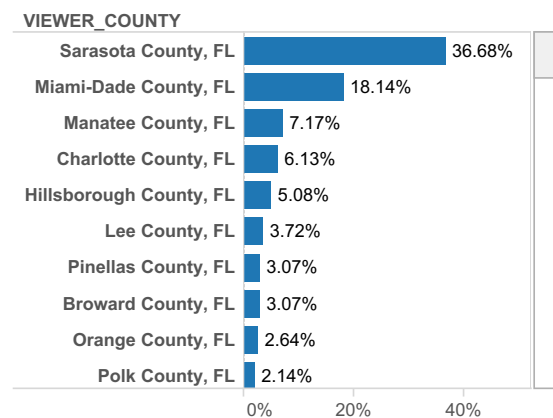 VIEWER_COUNTY
Sarasota County, FL 36.68%
Miami-Dade County, FL 18.14%
Manatee County, FL 7.17%
Charlotte County, FL 6.13%
Hillsborough County, FL 5.08%
Lee County, FL 3.72%
Pinellas County, FL 3.07%
Broward County, FL 3.07%
Orange County, FL 2.64%
Polk County, FL 2.14%
0% 20% 40%